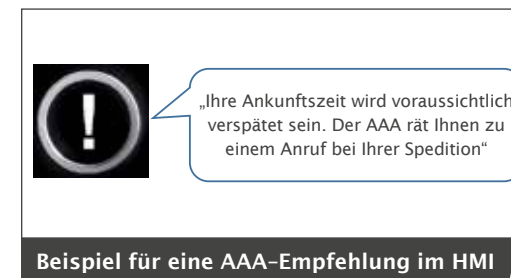 !
„Ihre Ankunftszeit wird voraussichtlich
verspätet sein. Der AAA rät Ihnen zu
einem Anruf bei Ihrer Spedition“
Beispiel für eine AAA-Empfehlung im HMI